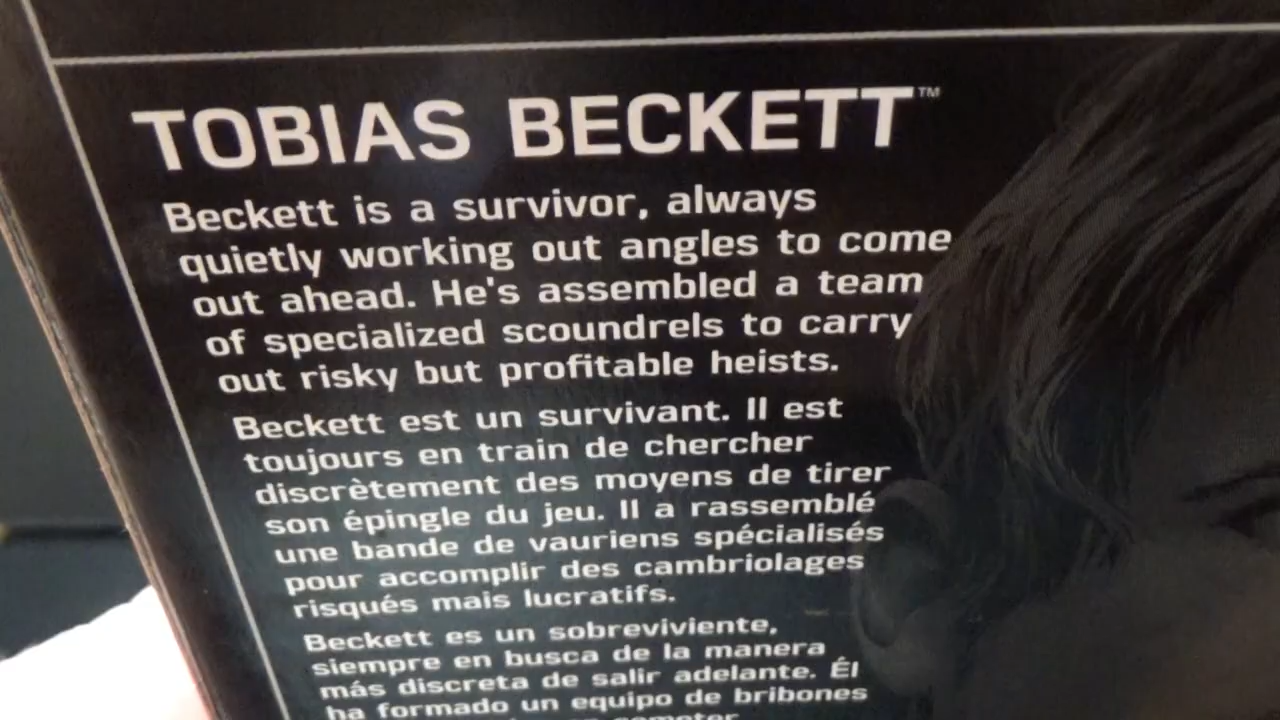 TOBIAS BECKETT™
Beckett is a survivor, always
quietly working out angles to come
out ahead. He's assembled a team
of specialized scoundrels to carry
out risky but profitable heists.
Beckett est un survivant. Il est
toujours en train de chercher
discrètement des moyens de tirer
son épingle du jeu. Il a rassemblé
une bande de vauriens spécialisés
pour accomplir des cambriolages
risqués mais lucratifs.
Beckett es un sobreviviente,
siempre en busca de la manera
más discreta de salir adelante. Él
ha formado un equipo de bribones
cometer